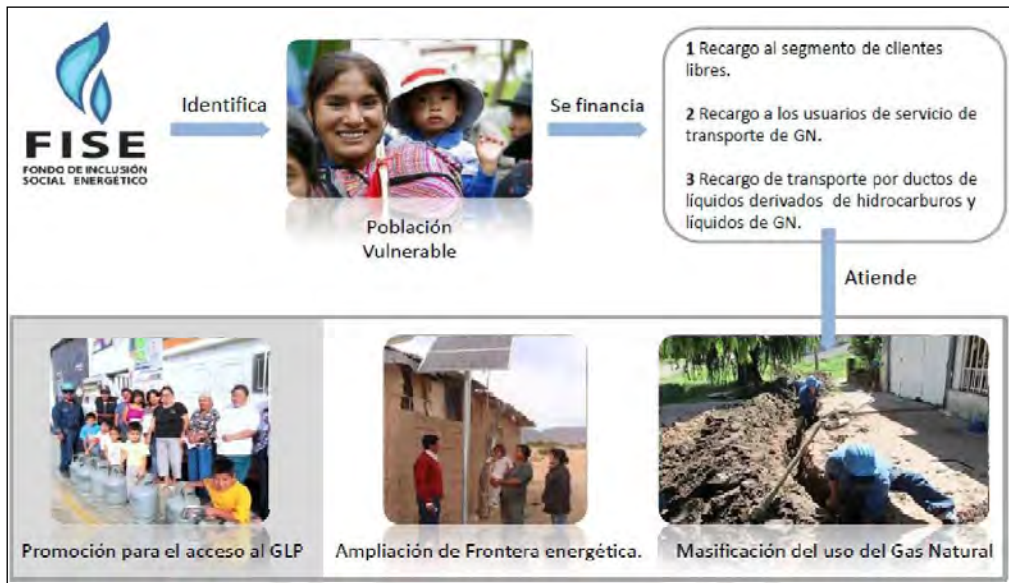 FISE
FONDO DE INCLUSIÓN
SOCIAL ENERGÉTICO
Identifica
Población
Vulnerable
Se financia
1 Recargo al segmento de clientes
libres.
2 Recargo a los usuarios de servicio de
transporte de GN.
3 Recargo de transporte por ductos de
líquidos derivados de hidrocarburos y
líquidos de GN.
Atiende
Promoción para el acceso al GLP
Ampliación de Frontera energética.
Masificación del uso del Gas Natural